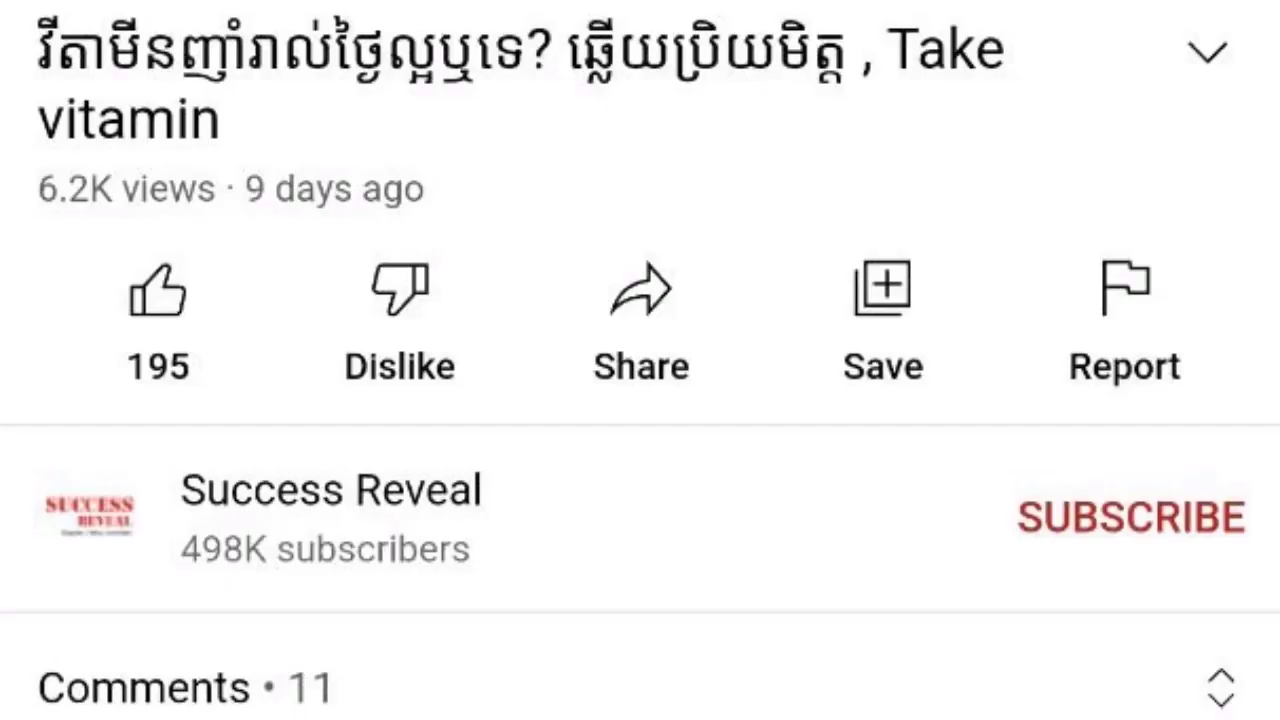 វីតាមីនញ៉ាំរាល់ថ្ងៃល្អឬទេ? ឆ្លើយប្រិយមិត្ត , Take
vitamin
6.2K views · 9 days ago
195 Dislike Share Save Report
SUCCESS
REVEAL
Success Reveal
498K subscribers
SUBSCRIBE
Comments • 11